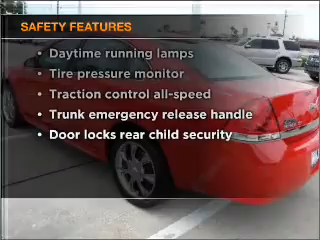 SAFETY FEATURES
• Daytime running lamps
• Tire pressure monitor
• Traction control all-speed
• Trunk emergency release handle
• Door locks rear child security